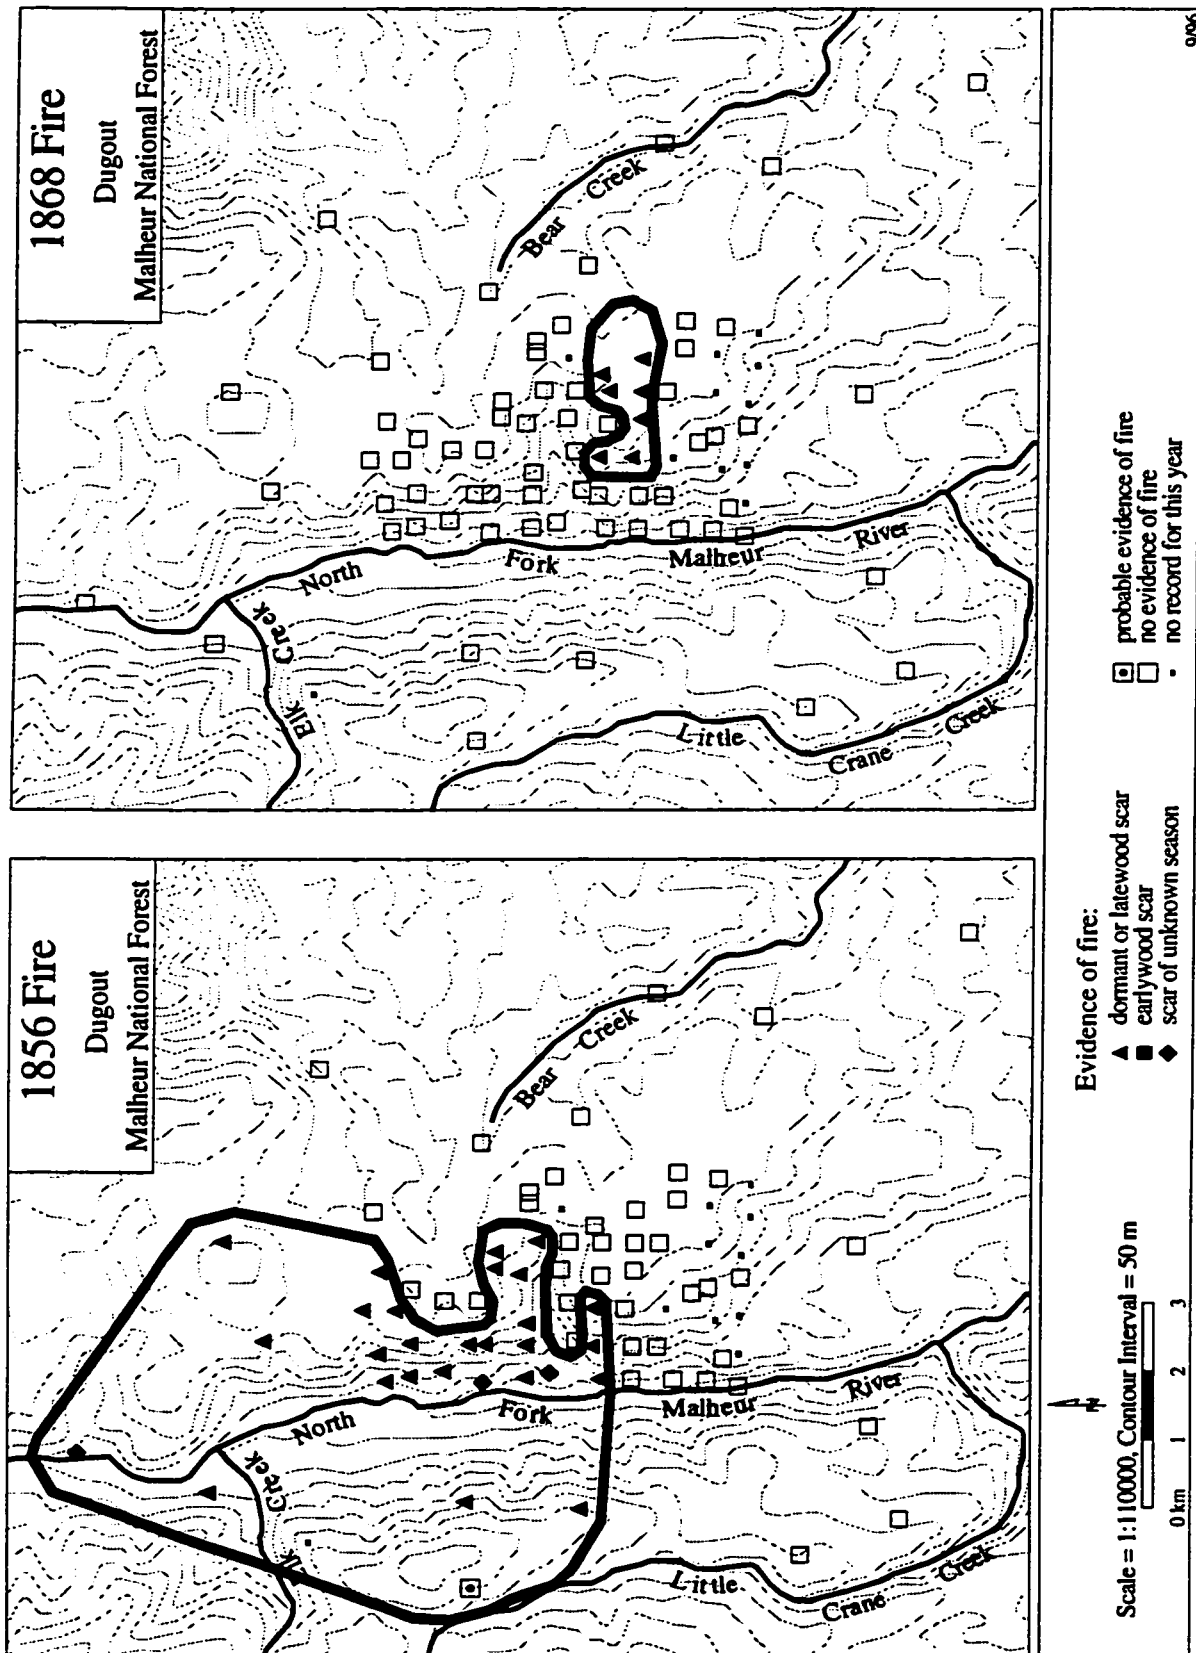 1856 Fire
Dugout
Malheur National Forest
Elk
Creek
North
Fork
Malheur
River
Bear
Creek
Little
Crane
Creek
1868 Fire
Dugout
Malheur National Forest
Elk
Creek
North
Fork
Malheur
River
Bear
Creek
Little
Crane
Creek
Scale = 1:110000, Contour Interval = 50 m
0 km 1 2 3
N
Evidence of fire:
dormant or latewood scar
earlywood scar
scar of unknown season
probable evidence of fire
no evidence of fire
no record for this year
9/96